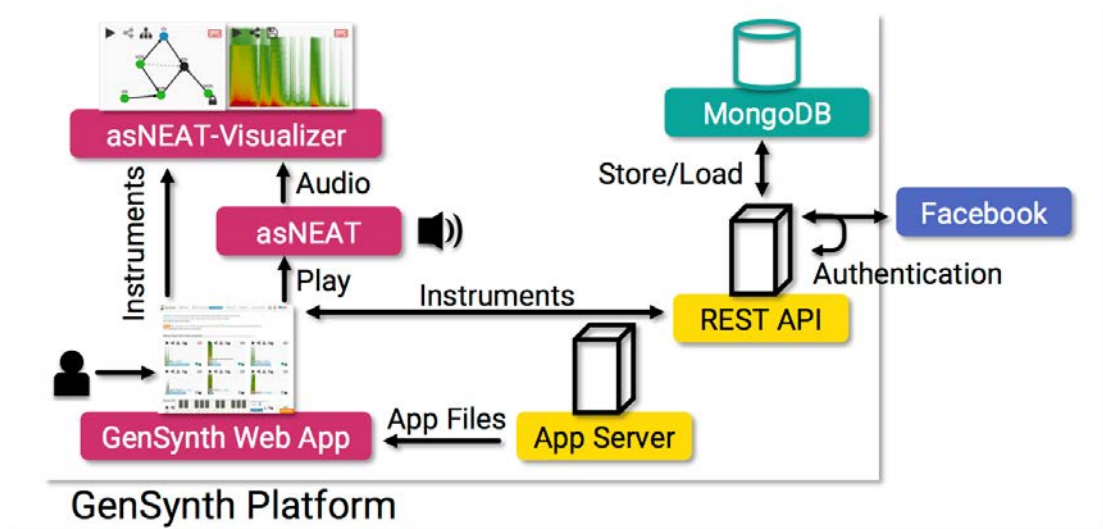 asNEAT-Visualizer
MongoDB
Instruments
Audio
Store/Load
asNEAT
Facebook
Play
Authentication
Instruments
REST API
GenSynth Web App
App Files
App Server
GenSynth Platform